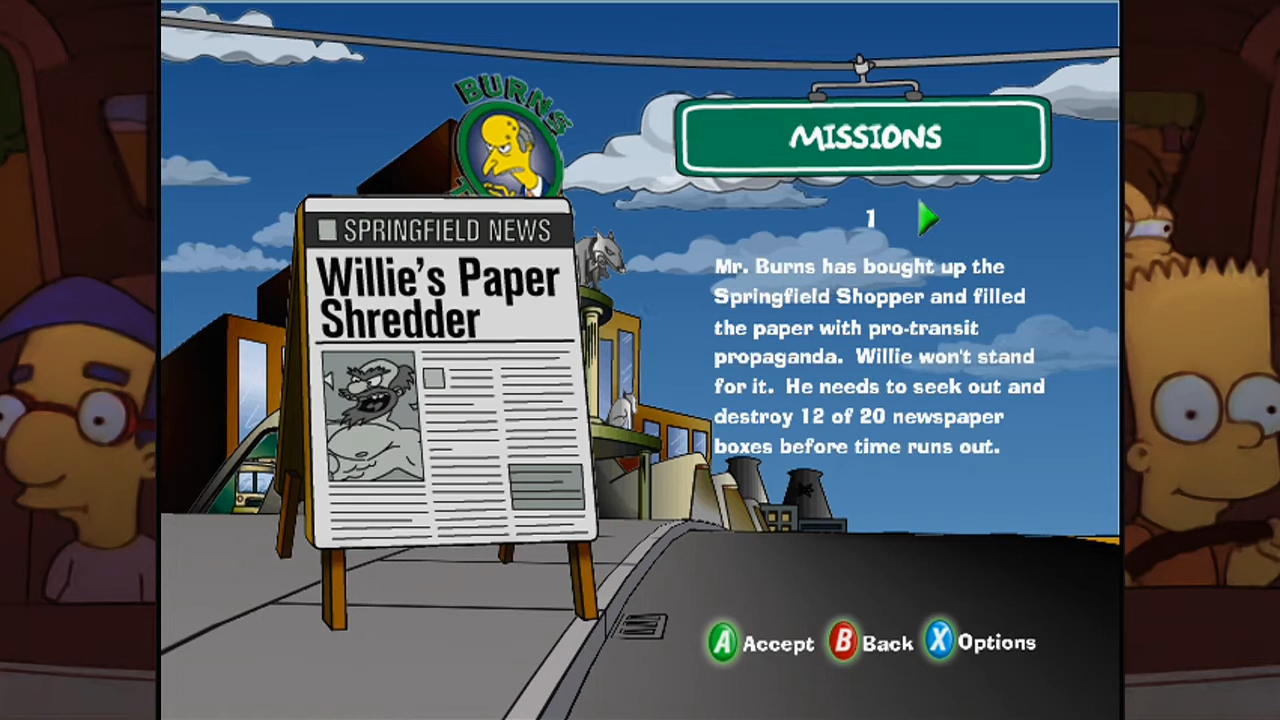 BURNS
MISSIONS
SPRINGFIELD NEWS
Willie's Paper
Shredder
1
Mr. Burns has bought up the
Springfield Shopper and filled
the paper with pro-transit
propaganda. Willie won't stand
for it. He needs to seek out and
destroy 12 of 20 newspaper
boxes before time runs out.
A Accept B Back X Options